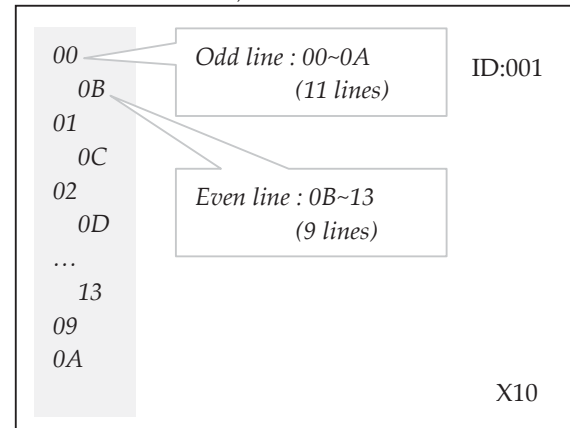 00
0B
01
0C
02
0D
…
13
09
0A
Odd line : 00~0A
(11 lines)
Even line : 0B~13
(9 lines)
ID:001
X10